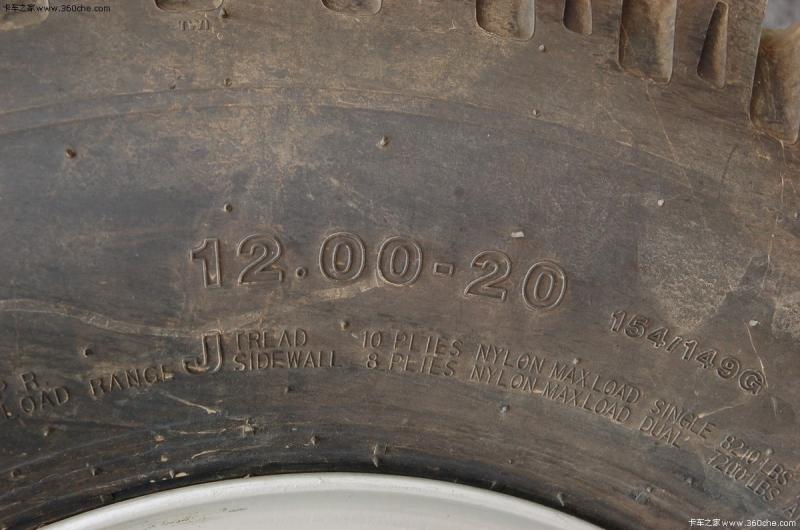 卡车之家 www.360che.com
TWI
12.00-20
154/149G
P.R.
LOAD RANGE J
TREAD 10 PLIES NYLON MAX.LOAD SINGLE LBS
SIDEWALL 8 PLIES NYLON MAX.LOAD DUAL 7200 LBS A
卡车之家 www.360che.com